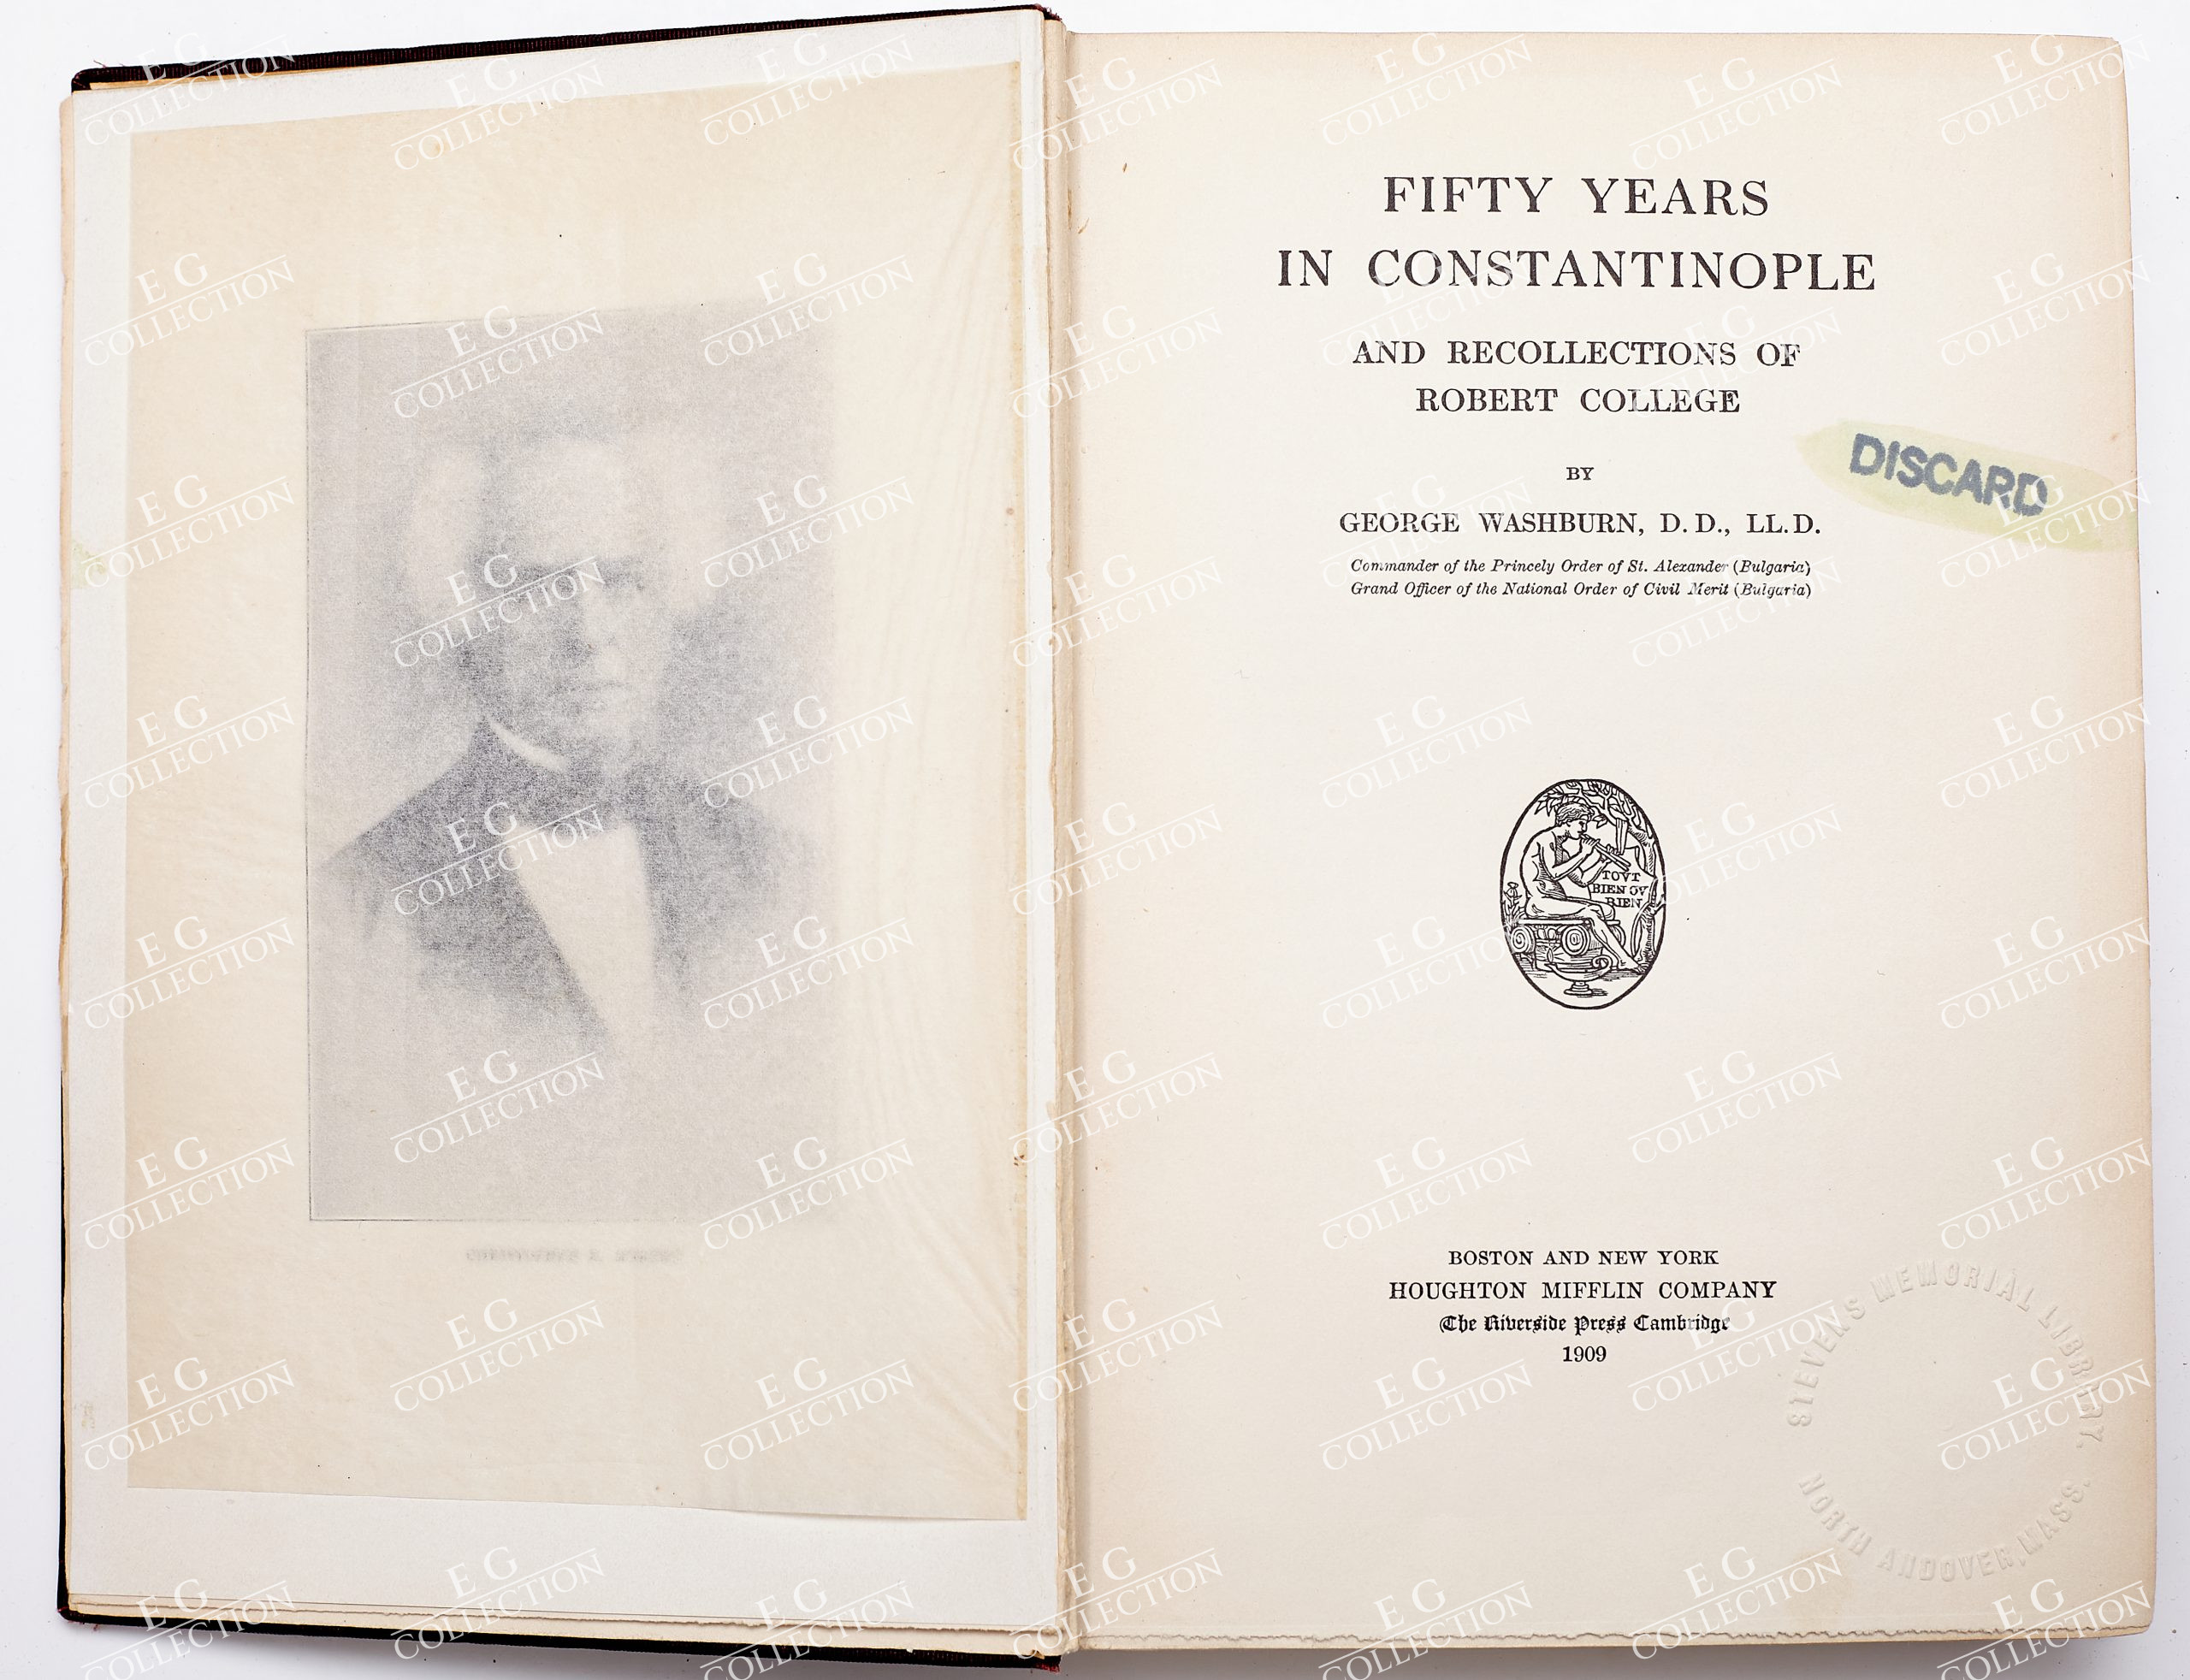 FIFTY YEARS
IN CONSTANTINOPLE
AND RECOLLECTIONS OF
ROBERT COLLEGE
DISCARD
BY
GEORGE WASHBURN, D. D., LL. D.
Commander of the Princely Order of St. Alexander (Bulgaria)
Grand Officer of the National Order of Civil Merit (Bulgaria)
TOVT
BIEN OV
RIEN
BOSTON AND NEW YORK
HOUGHTON MIFFLIN COMPANY
The Riverside Press Cambridge
1909
STEVENS MEMORIAL LIBRARY.
NORTH ANDOVER, MASS.
E G
COLLECTION